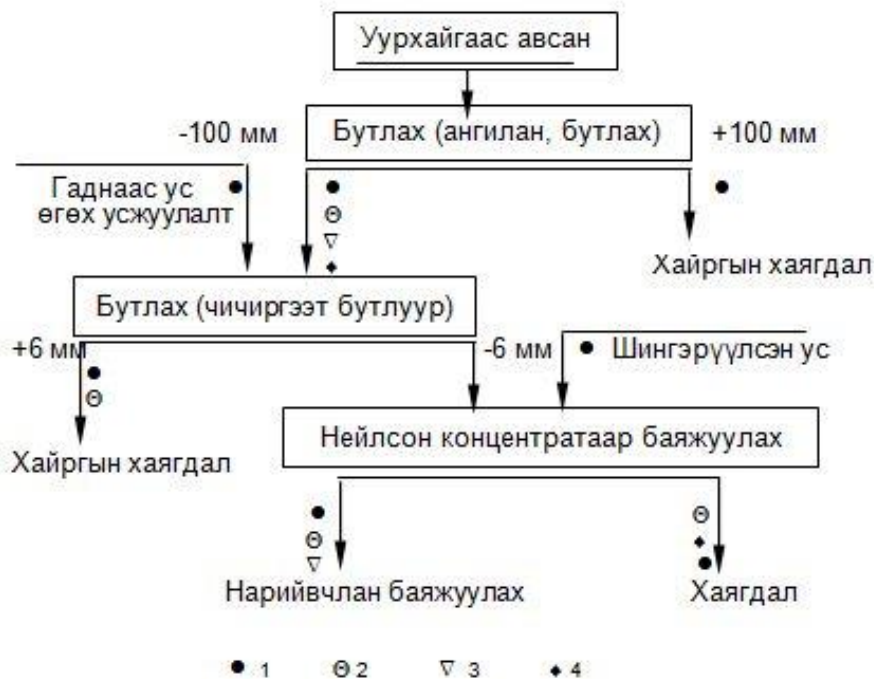 Уурхайгаас авсан
-100 мм
Бутлах (ангилан, бутлах)
+100 мм
Гаднаас ус
өгөх усжуулалт
Хайргын хаягдал
Бутлах (чичиргээт бутлуур)
+6 мм
-6 мм
Шингэрүүлсэн ус
Нейлсон концентратаар баяжуулах
Хайргын хаягдал
Нарийвчлан баяжуулах
Хаягдал
1 2 3 4